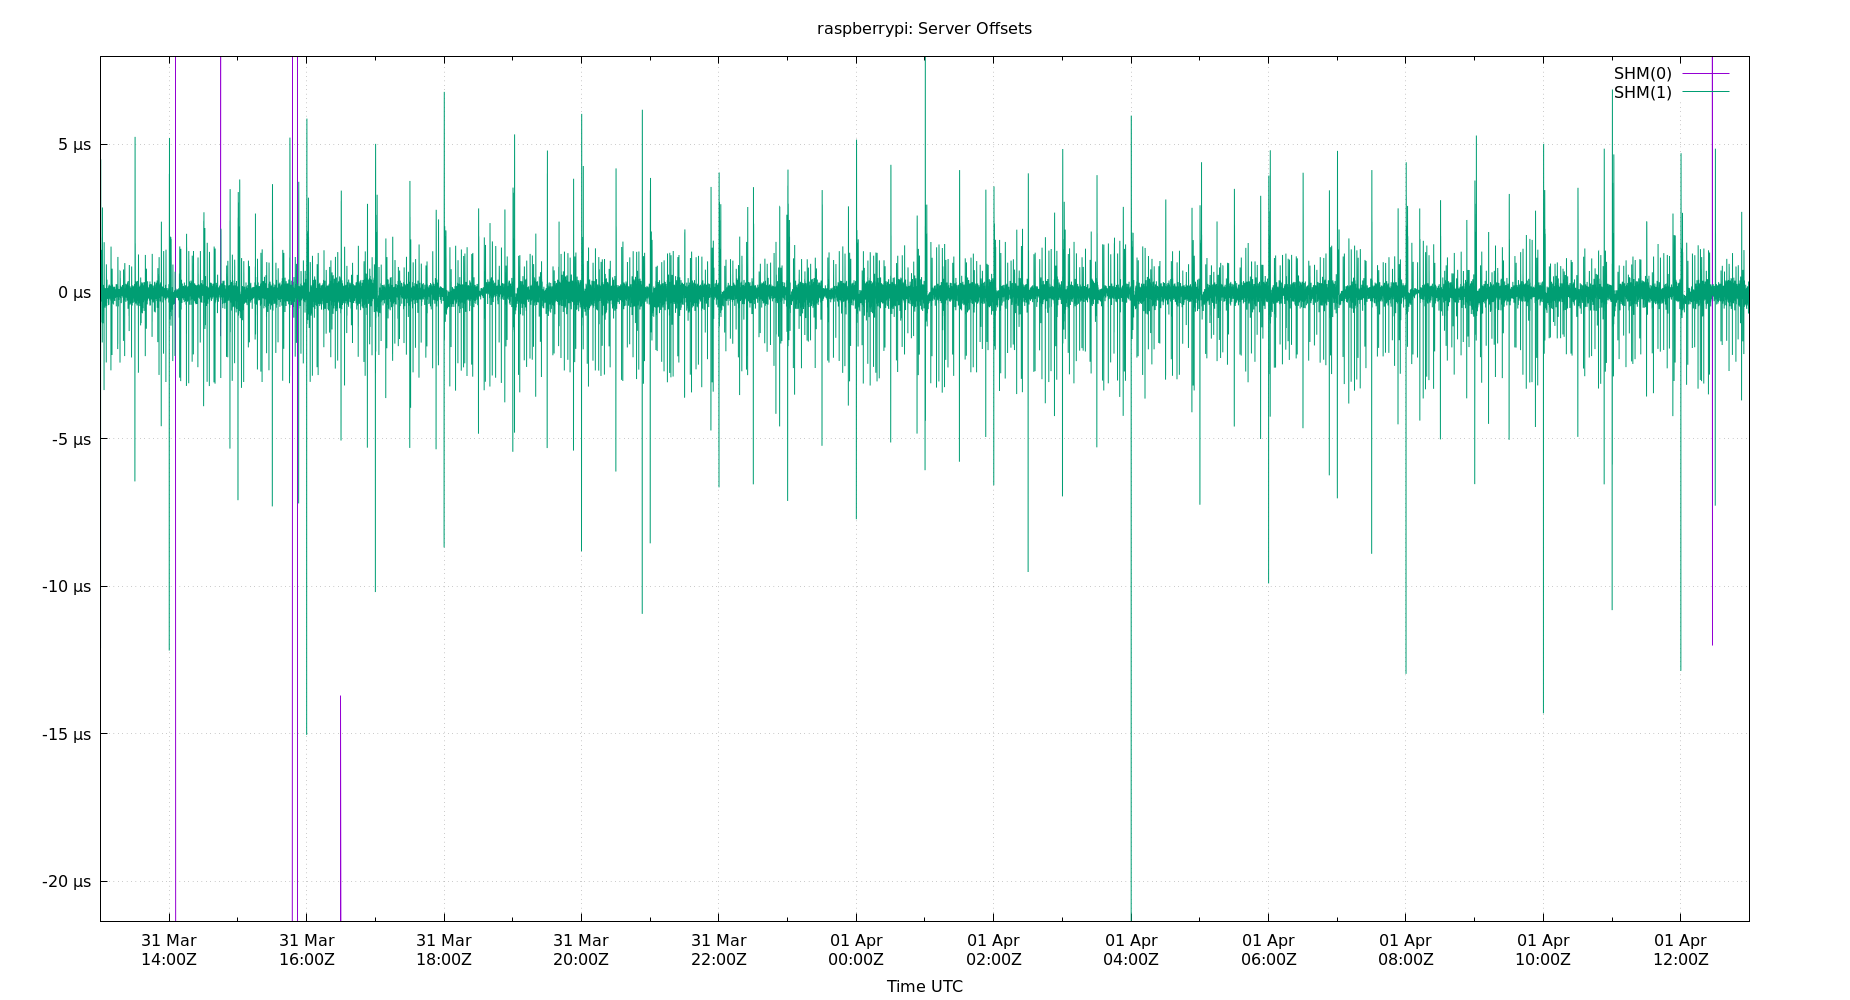 raspberrypi: Server Offsets
SHM(0)
SHM(1)
5 µs
0 µs
-5 µs
-10 µs
-15 µs
-20 µs
31 Mar 31 Mar 31 Mar 31 Mar 31 Mar 01 Apr 01 Apr 01 Apr 01 Apr 01 Apr 01 Apr 01 Apr
14:00Z 16:00Z 18:00Z 20:00Z 22:00Z 00:00Z 02:00Z 04:00Z 06:00Z 08:00Z 10:00Z 12:00Z
Time UTC